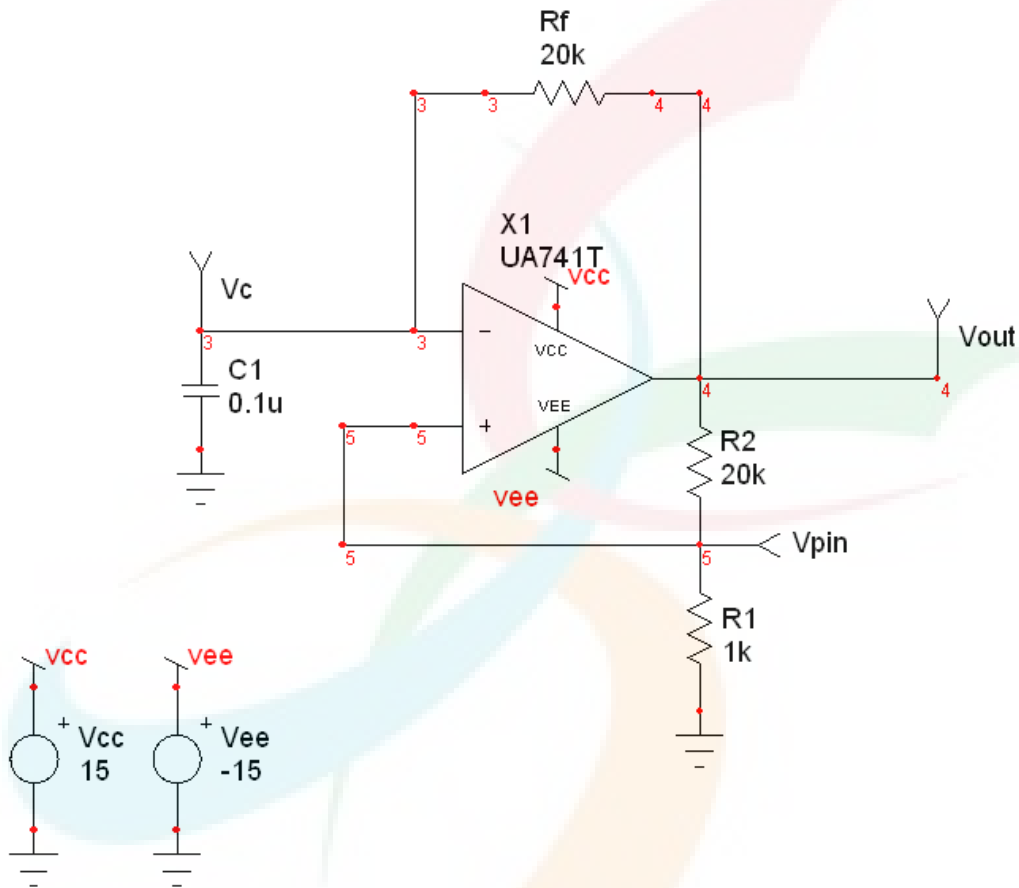 Rf
20k
3 3 4 4
X1
UA741T
vcc
Vc
3 3
−
VCC
Vout
C1
0.1u
4 4
VEE
5 5 +
R2
20k
vee
Vpin
5 5
R1
1k
vcc vee
+ Vcc
15
+ Vee
-15